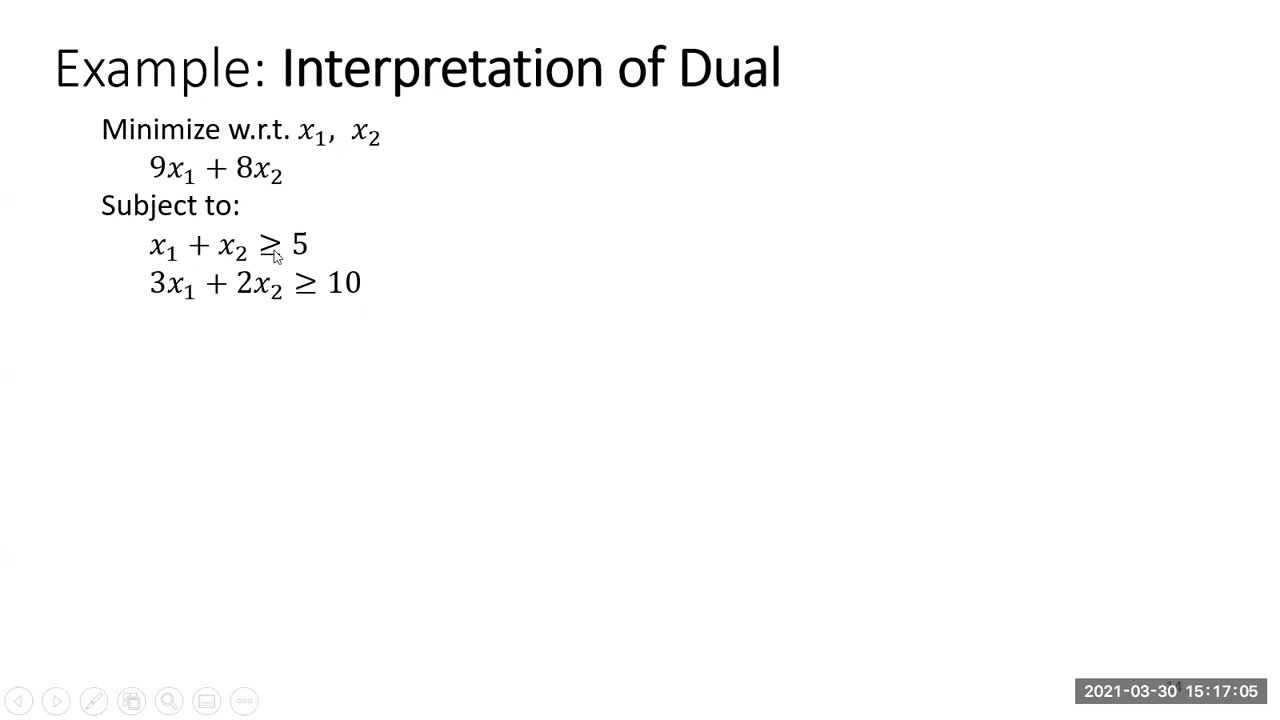 Example: Interpretation of Dual
Minimize w.r.t. x₁, x₂
9x₁ + 8x₂
Subject to:
x₁ + x₂ ≥ 5
3x₁ + 2x₂ ≥ 10
2021-03-30 15:17:05